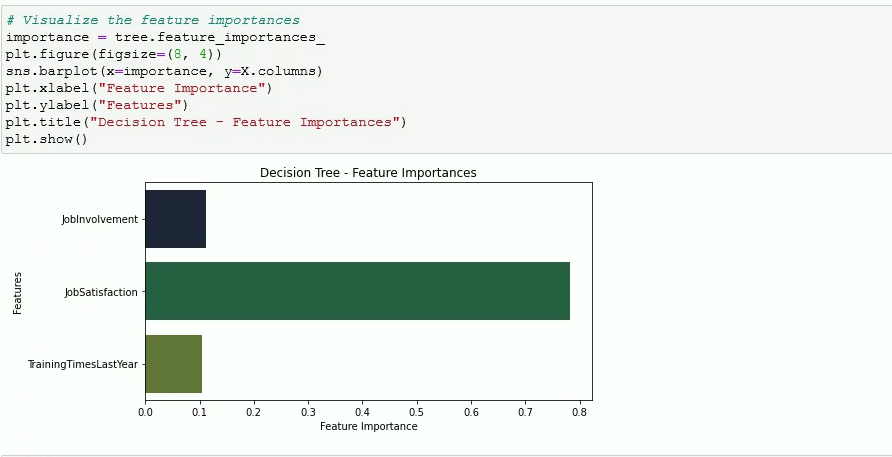 # Visualize the feature importances
importance = tree.feature_importances_
plt.figure(figsize=(8, 4))
sns.barplot(x=importance, y=X.columns)
plt.xlabel("Feature Importance")
plt.ylabel("Features")
plt.title("Decision Tree - Feature Importances")
plt.show()
Decision Tree - Feature Importances
Features
JobInvolvement
JobSatisfaction
TrainingTimesLastYear
0.0 0.1 0.2 0.3 0.4 0.5 0.6 0.7 0.8
Feature Importance